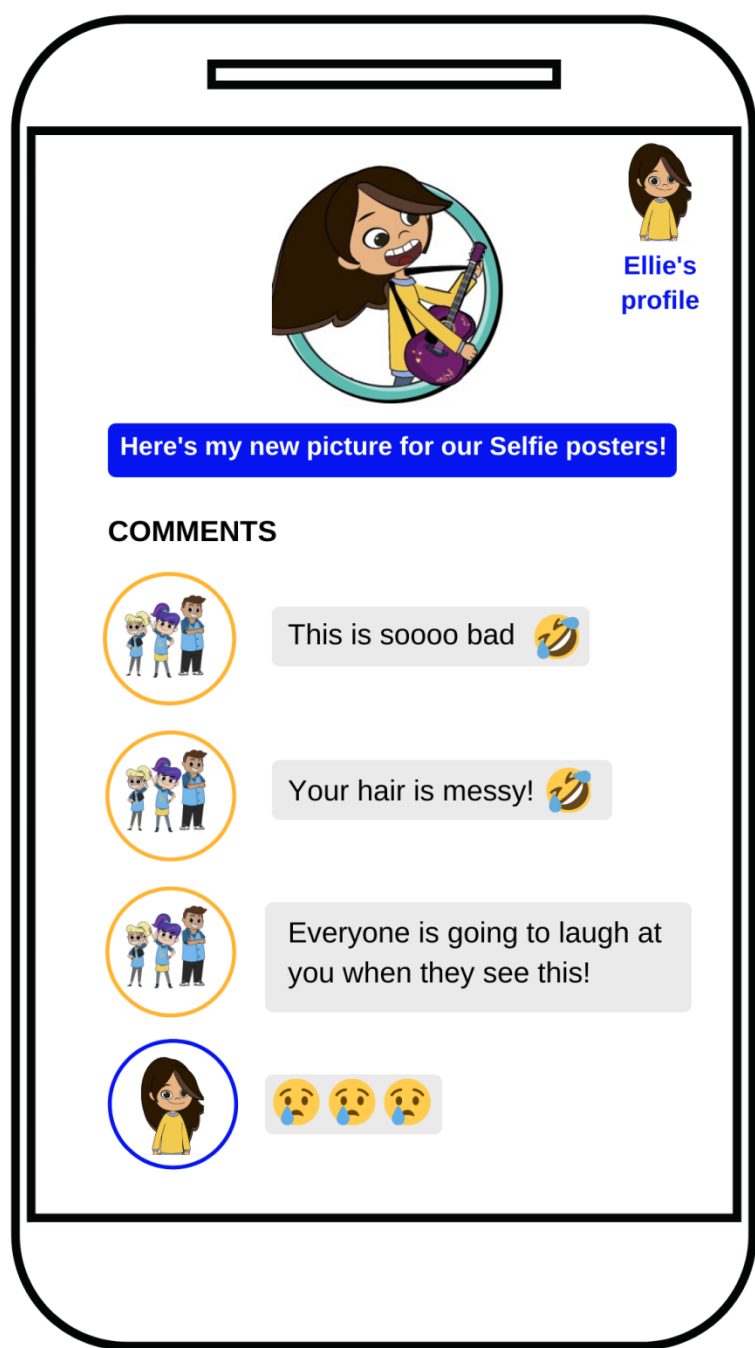 Ellie's
profile
Here's my new picture for our Selfie posters!
COMMENTS
This is soooo bad 🤣
Your hair is messy! 🤣
Everyone is going to laugh at
you when they see this!
😢 😢 😢